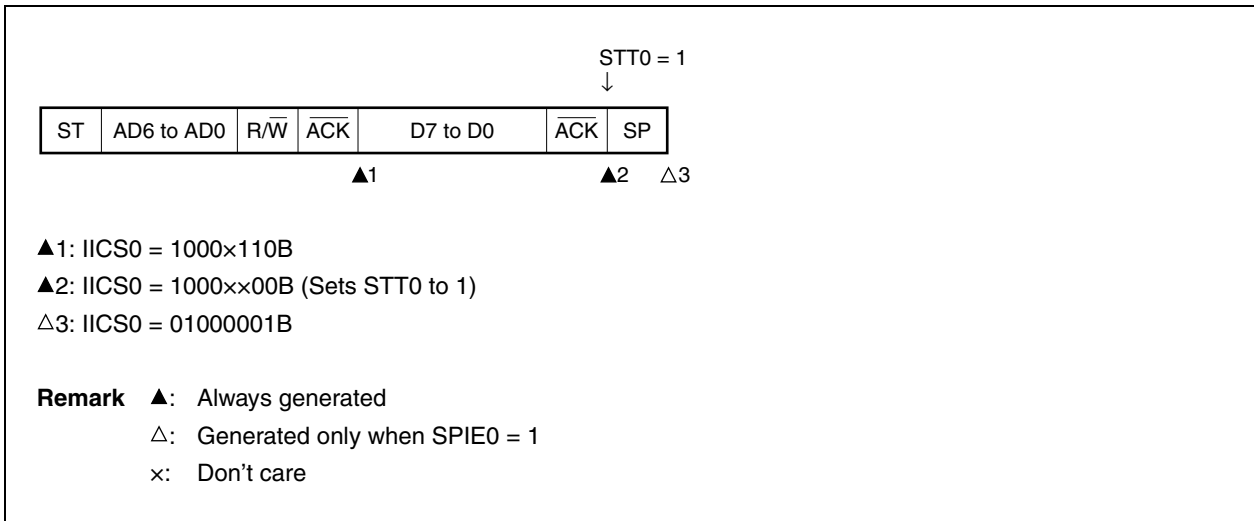 STT0 = 1
↓
ST AD6 to AD0 R/W̅ A̅C̅K̅ D7 to D0 A̅C̅K̅ SP
▲1 ▲2 △3
▲1: IICS0 = 1000×110B
▲2: IICS0 = 1000××00B (Sets STT0 to 1)
△3: IICS0 = 01000001B
Remark ▲: Always generated
△: Generated only when SPIE0 = 1
×: Don't care